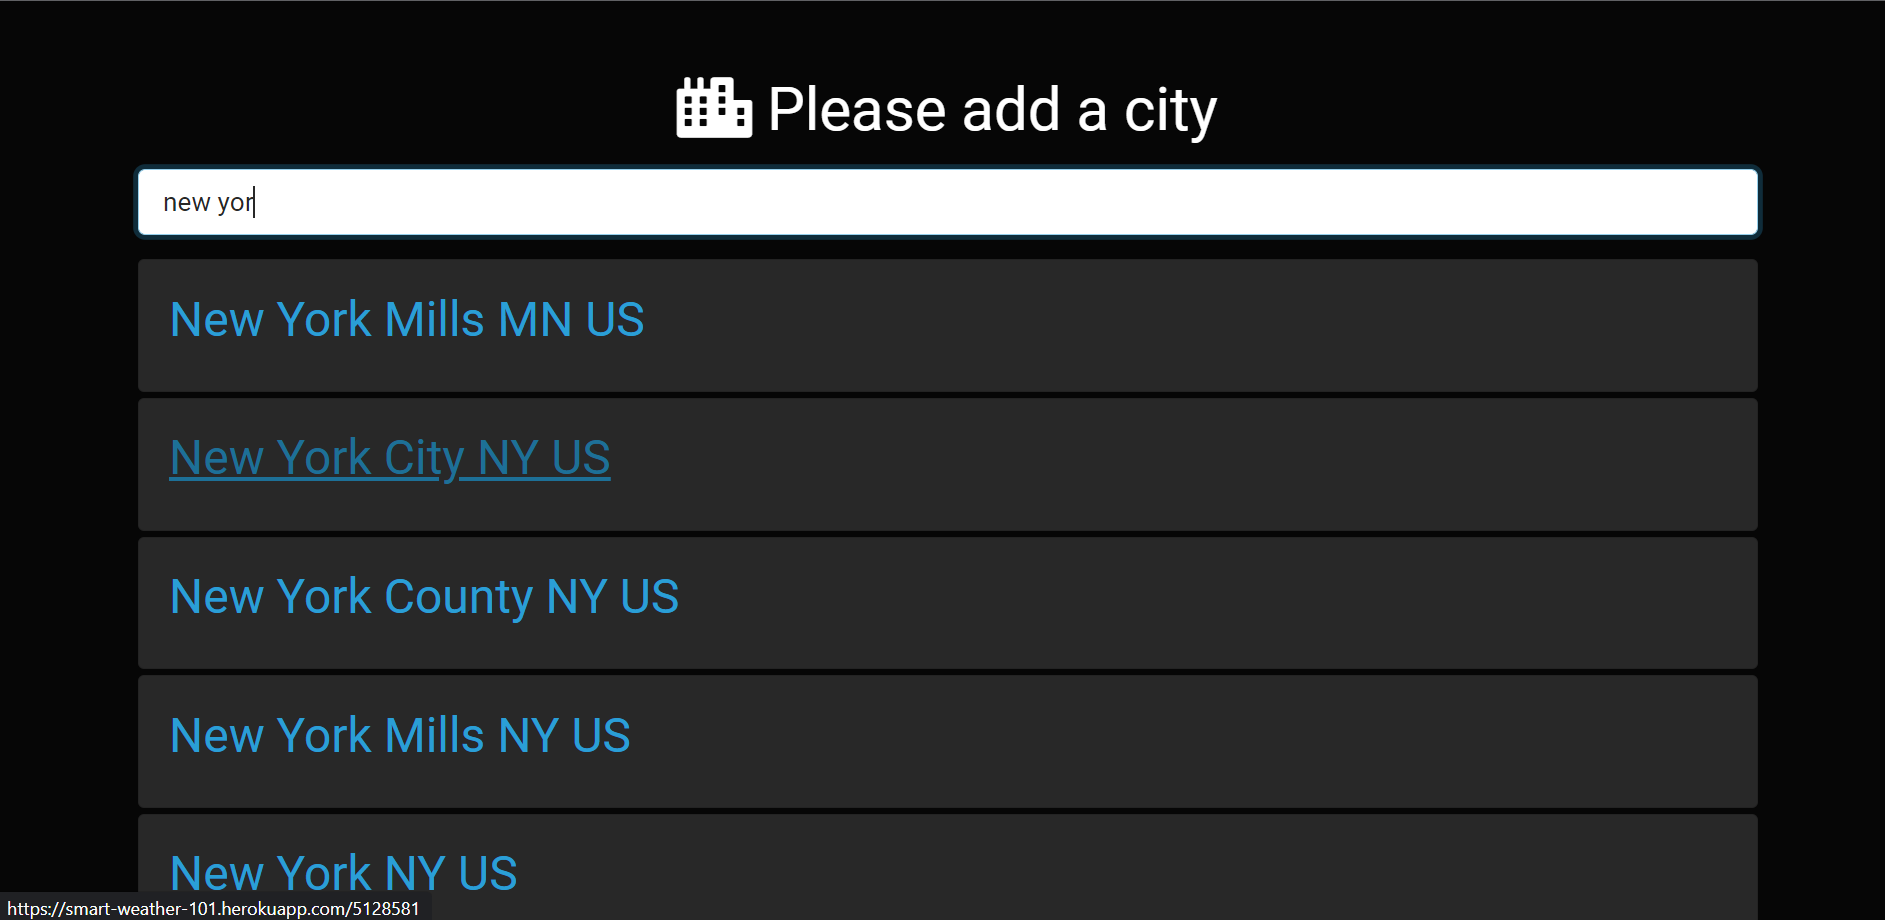 Please add a city
new yor
New York Mills MN US
New York City NY US
New York County NY US
New York Mills NY US
New York NY US
https://smart-weather-101.herokuapp.com/5128581